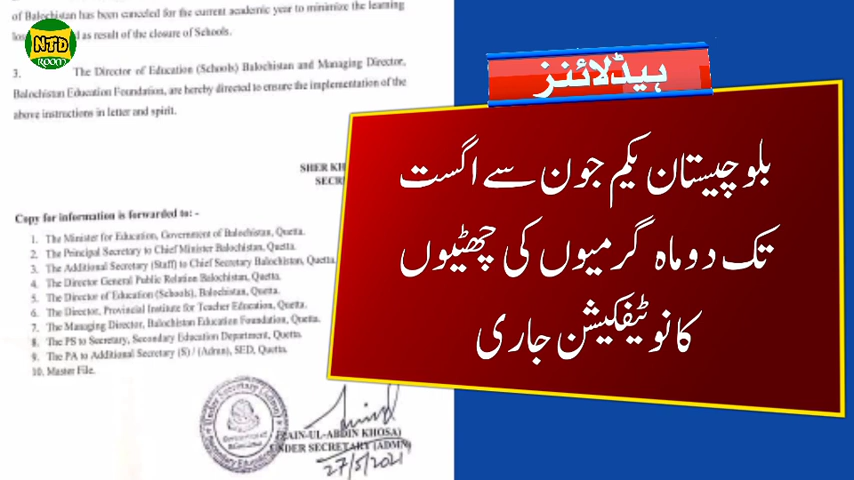 of Balochistan has been canceled for the current academic year to minimize the learning
as result of the closure of Schools.
NTD
ROOM
3. The Director of Education (Schools) Balochistan and Managing Director,
Balochistan Education Foundation, are hereby directed to ensure the implementation of the
above instructions in letter and spirit.
SHER KH
SECR
Copy for information is forwarded to: -
1. The Minister for Education, Government of Balochistan, Quetta.
2. The Principal Secretary to Chief Minister Balochistan, Quetta.
3. The Additional Secretary (Staff) to Chief Secretary Balochistan, Quetta.
4. The Director General Public Relation Balochistan, Quetta.
5. The Director of Education (Schools), Balochistan, Quetta.
6. The Director, Provincial Institute for Teacher Education, Quetta.
7. The Managing Director, Balochistan Education Foundation, Quetta.
8. The PS to Secretary, Secondary Education Department, Quetta.
9. The PA to Additional Secretary (S) / (Admn), SED, Quetta.
10. Master File.
(ZAIN-UL-ABDIN KHOSA)
UNDER SECRETARY (ADMN)
27/5/2021
ہیڈلائنز
بلوچستان یکم جون سے اگست
تک دو ماہ گرمیوں کی چھٹیوں
کا نوٹیفکیشن جاری